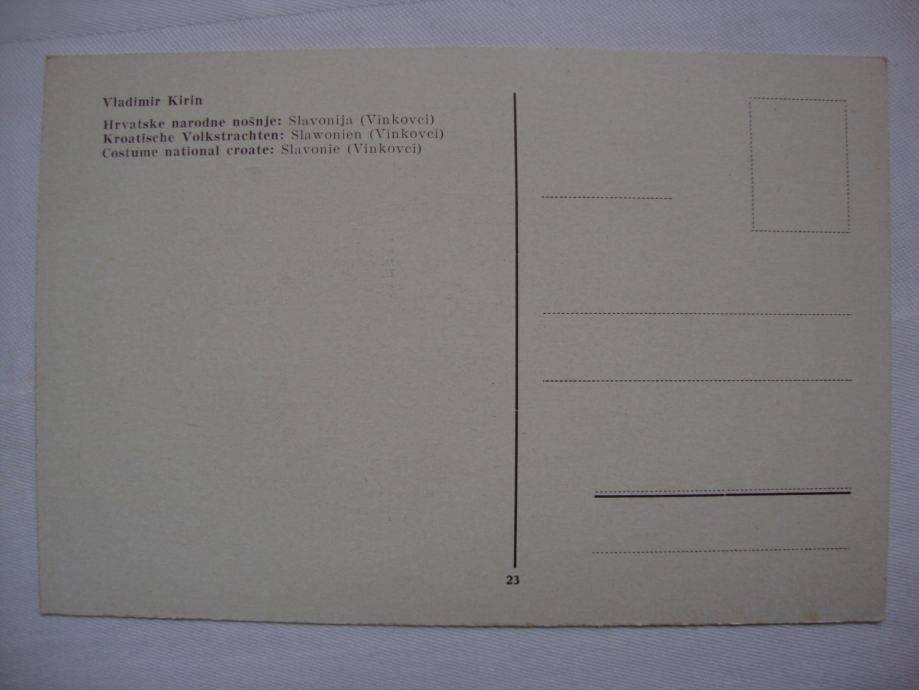 Vladimir Kirin
Hrvatske narodne nošnje: Slavonija (Vinkovci)
Kroatische Volkstrachten: Slawonien (Vinkovci)
Costume national croate: Slavonie (Vinkovci)
23